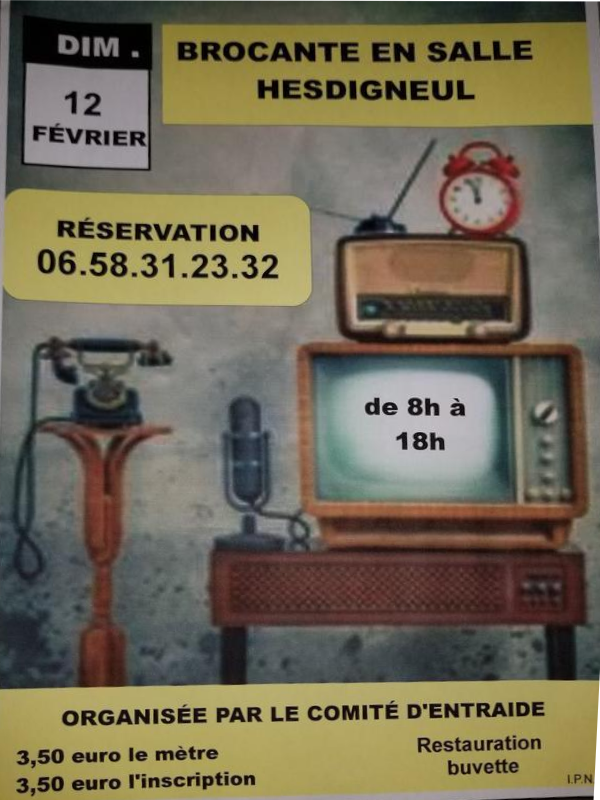 DIM .
12
FÉVRIER
BROCANTE EN SALLE
HESDIGNEUL
RÉSERVATION
06.58.31.23.32
de 8h à
18h
ORGANISÉE PAR LE COMITÉ D'ENTRAIDE
3,50 euro le mètre
3,50 euro l'inscription
Restauration
buvette
I.P.N.